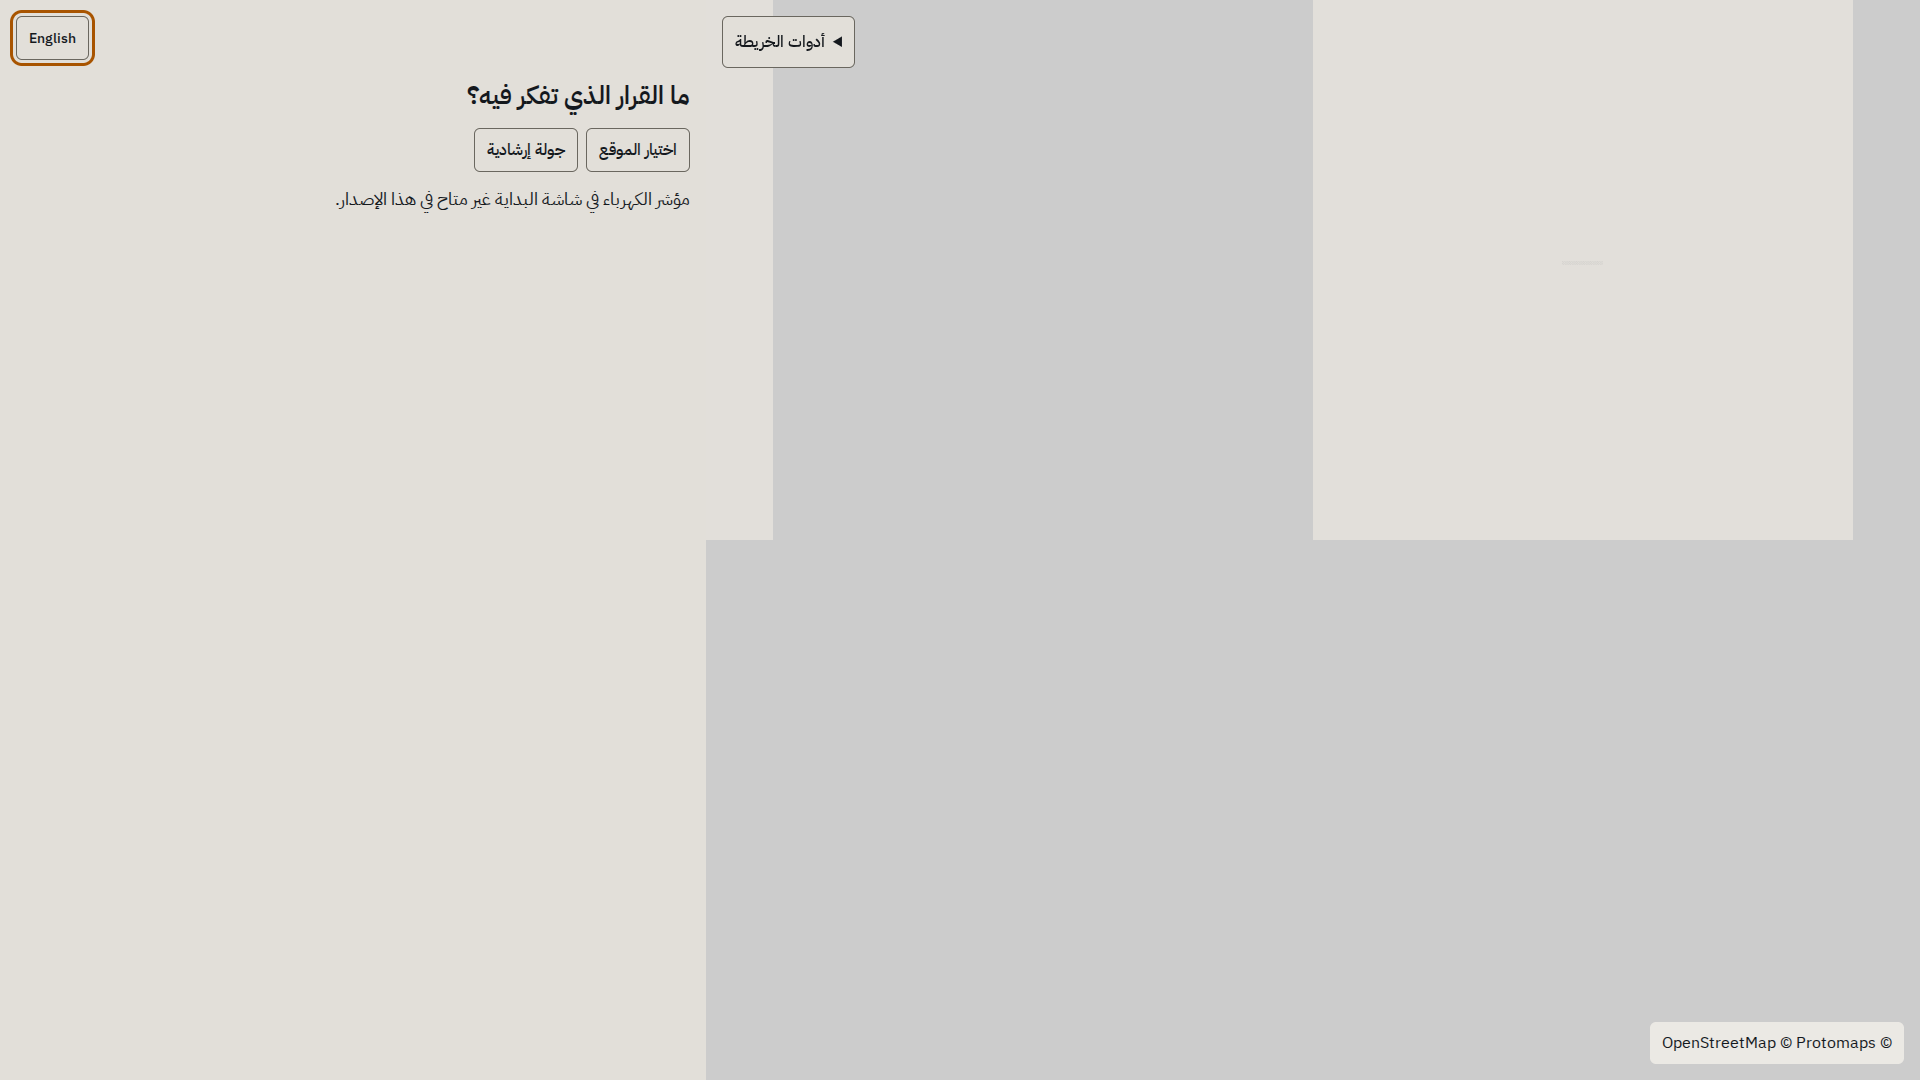 English
أدوات الخريطة
ما القرار الذي تفكر فيه؟
اختيار الموقع
جولة إرشادية
مؤشر الكهرباء في شاشة البداية غير متاح في هذا الإصدار.
OpenStreetMap © Protomaps ©